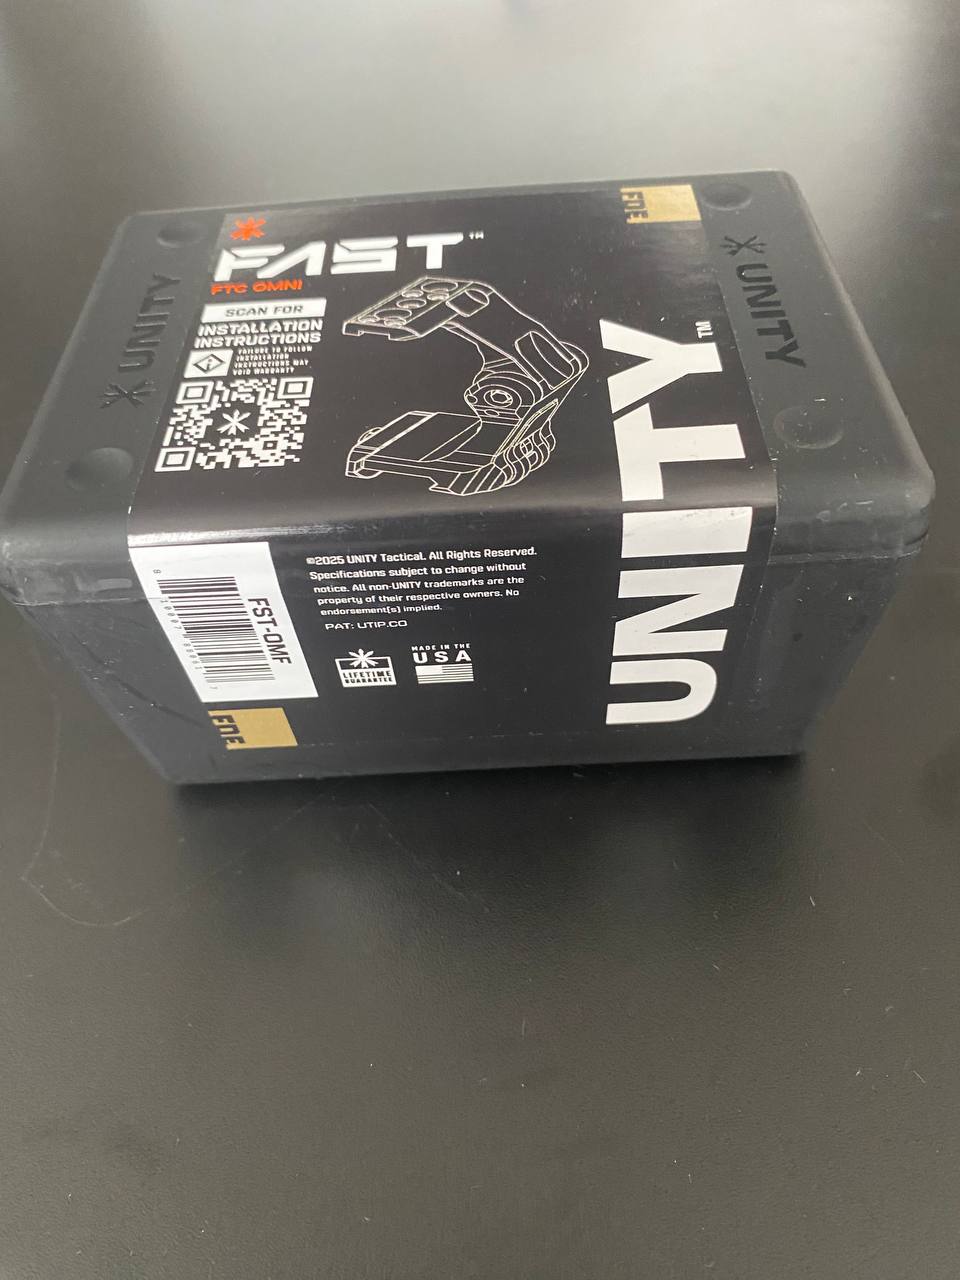 FAST™
FTC OMNI
SCAN FOR
INSTALLATION
INSTRUCTIONS
FAILURE TO FOLLOW
INSTALLATION
INSTRUCTIONS MAY
VOID WARRANTY
FDE
UNITY
UNITY
UNITY™
©2025 UNITY Tactical. All Rights Reserved.
Specifications subject to change without
notice. All non-UNITY trademarks are the
property of their respective owners. No
endorsement[s] implied.
PAT: UTIP.CO
LIFETIME
GUARANTEE
MADE IN THE
USA
FST-OMF
FDE